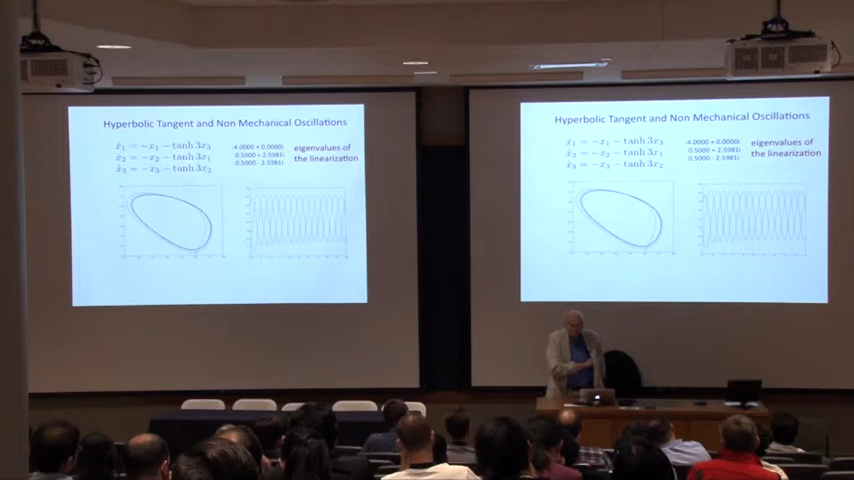 Hyperbolic Tangent and Non Mechanical Oscillations
ẋ₁ = −x₁ − tanh 3x₃
ẋ₂ = −x₂ − tanh 3x₁
ẋ₃ = −x₃ − tanh 3x₂
-4.0000 + 0.0000i
0.5000 + 2.5981i
0.5000 - 2.5981i
eigenvalues of
the linearization
Hyperbolic Tangent and Non Mechanical Oscillations
ẋ₁ = −x₁ − tanh 3x₃
ẋ₂ = −x₂ − tanh 3x₁
ẋ₃ = −x₃ − tanh 3x₂
-4.0000 + 0.0000i
0.5000 + 2.5981i
0.5000 - 2.5981i
eigenvalues of
the linearization